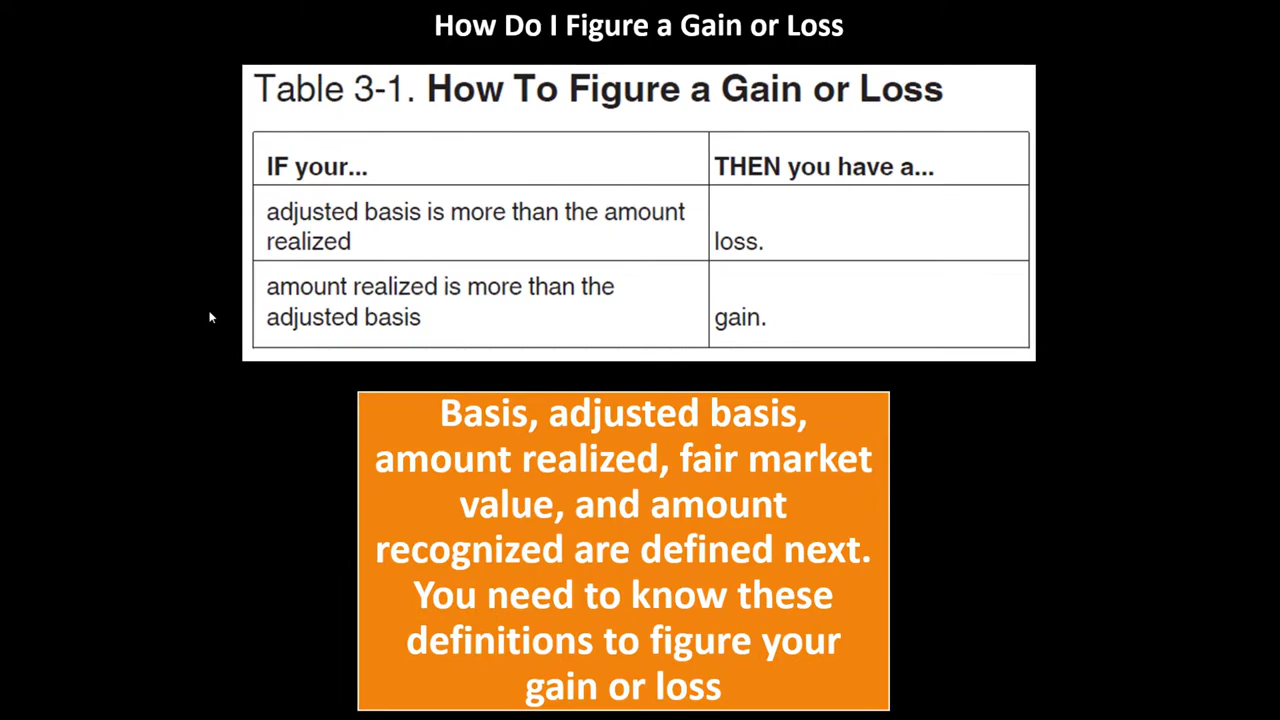 How Do I Figure a Gain or Loss
Table 3-1. How To Figure a Gain or Loss
IF your...
THEN you have a...
adjusted basis is more than the amount
realized
loss.
amount realized is more than the
adjusted basis
gain.
Basis, adjusted basis,
amount realized, fair market
value, and amount
recognized are defined next.
You need to know these
definitions to figure your
gain or loss